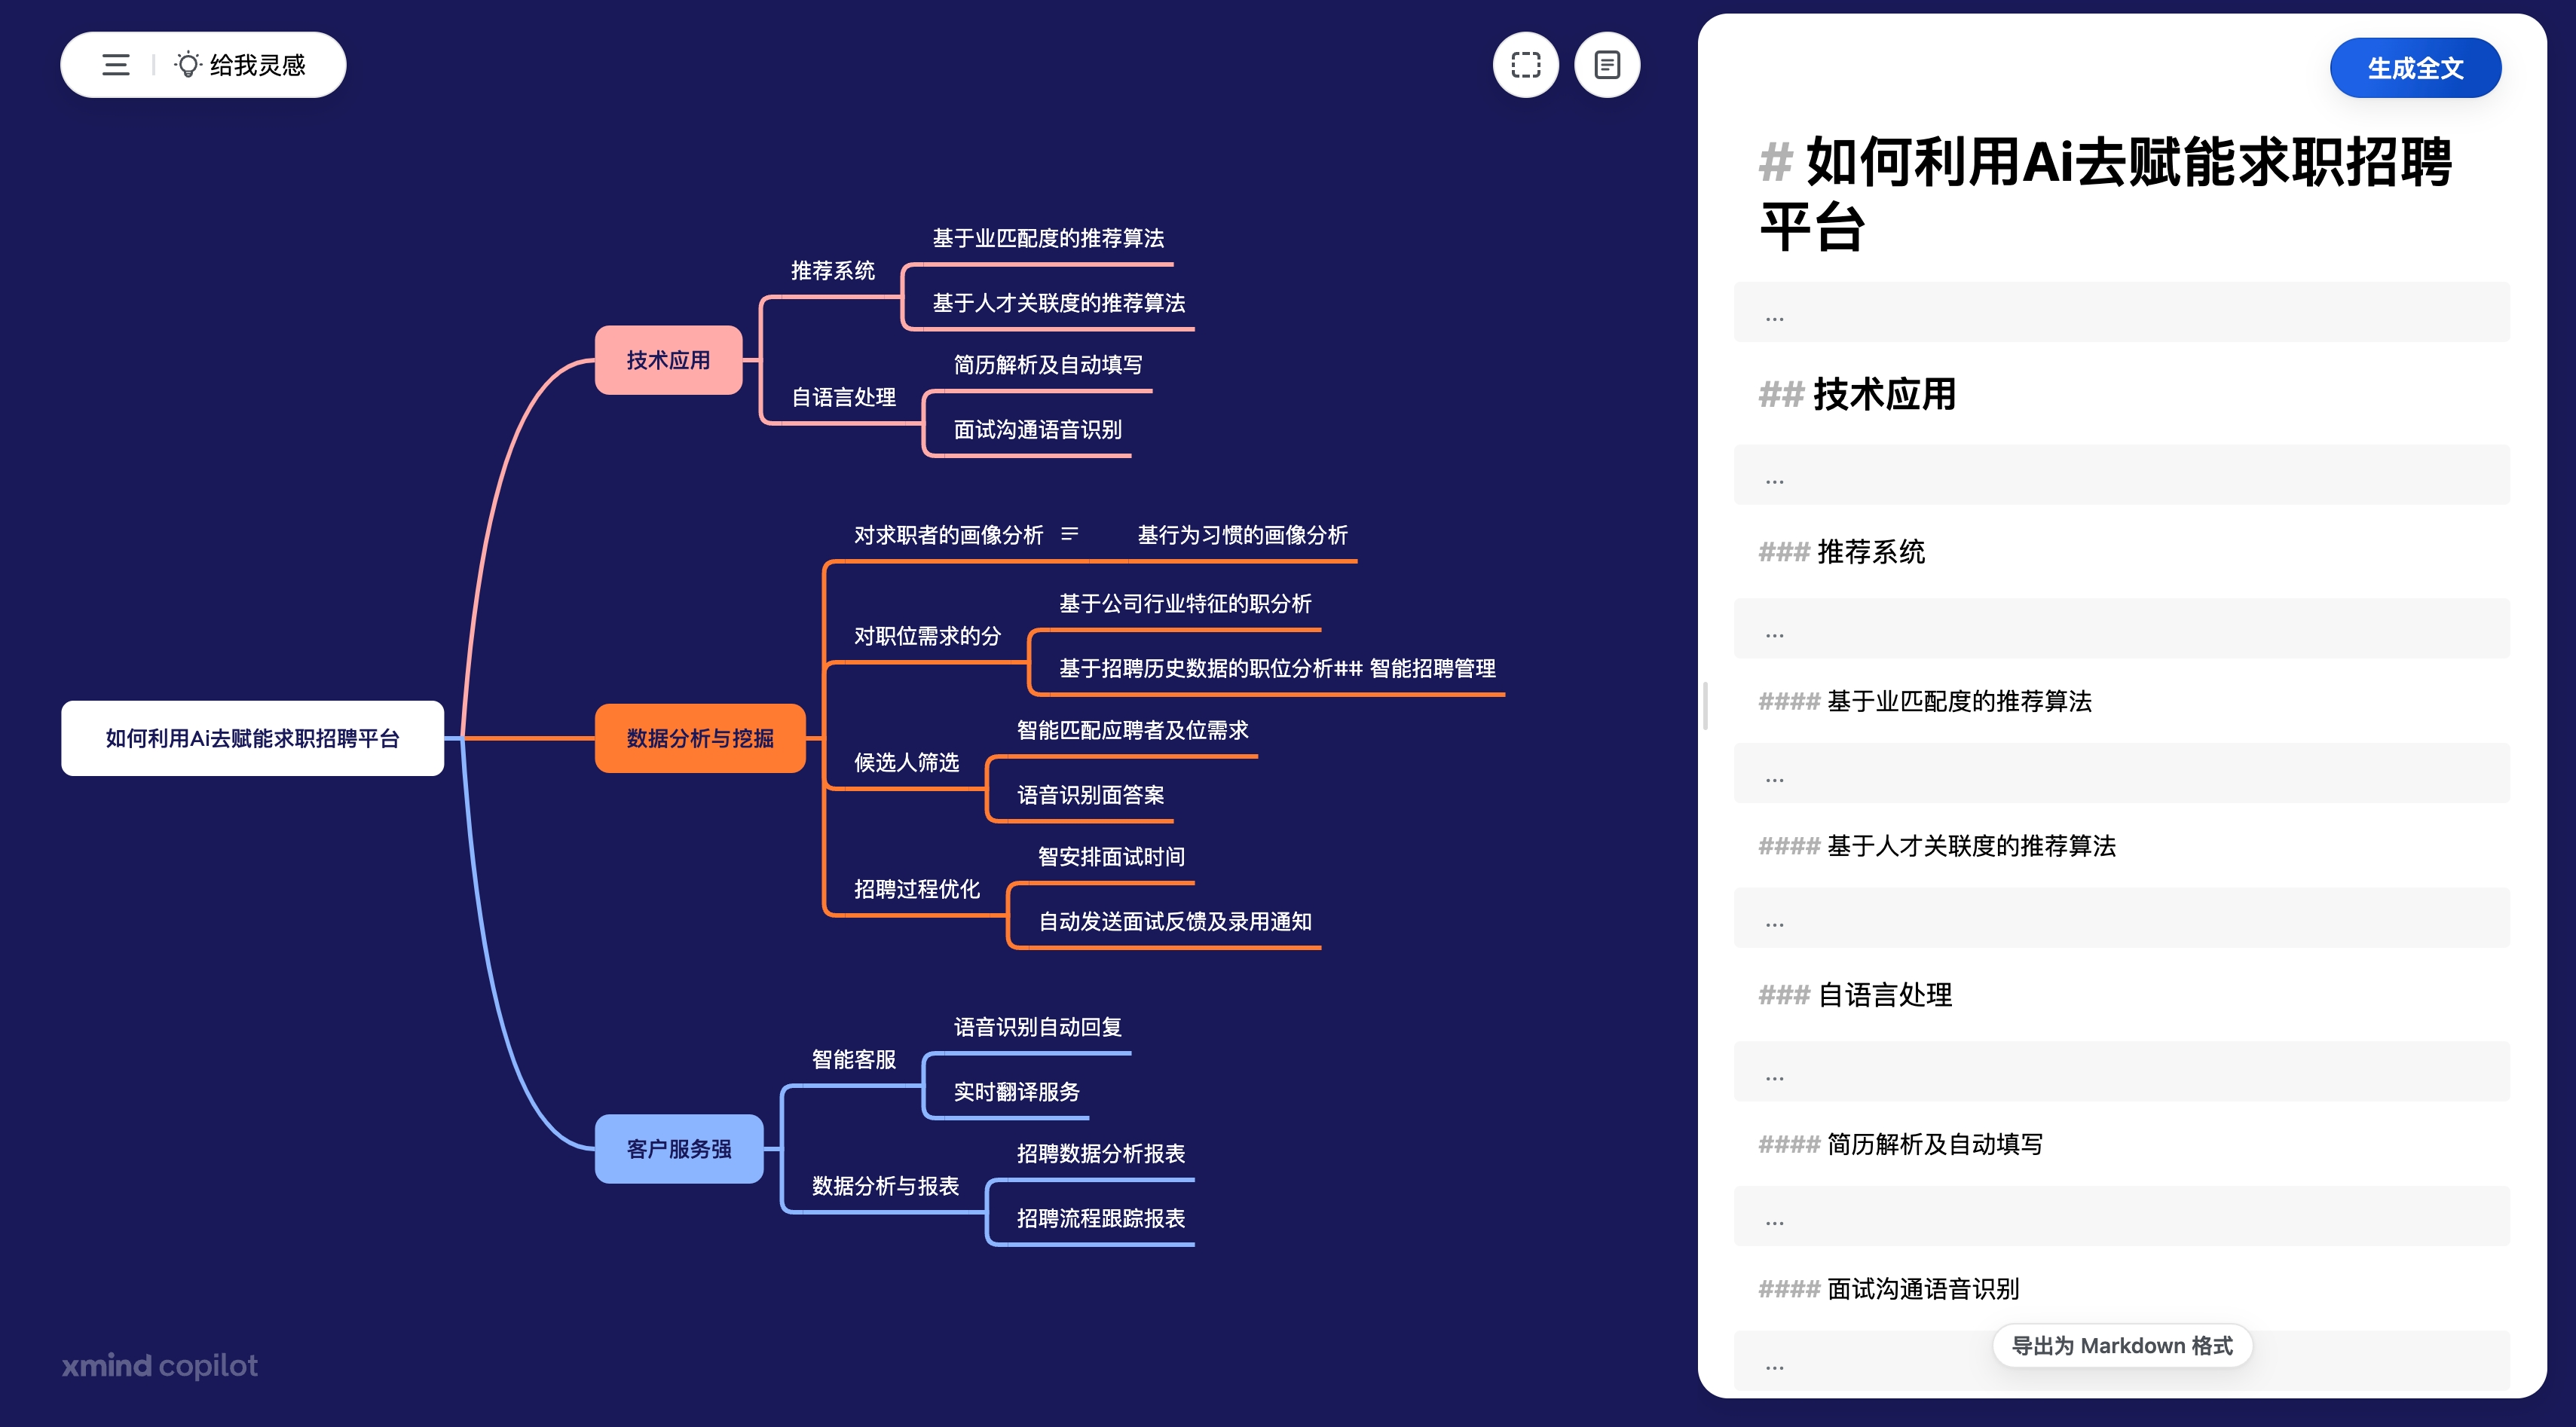 给我灵感
如何利用Ai去赋能求职招聘平台
技术应用
推荐系统
基于业匹配度的推荐算法
基于人才关联度的推荐算法
自语言处理
简历解析及自动填写
面试沟通语音识别
数据分析与挖掘
对求职者的画像分析
基行为习惯的画像分析
对职位需求的分
基于公司行业特征的职分析
基于招聘历史数据的职位分析## 智能招聘管理
候选人筛选
智能匹配应聘者及位需求
语音识别面答案
招聘过程优化
智安排面试时间
自动发送面试反馈及录用通知
客户服务强
智能客服
语音识别自动回复
实时翻译服务
数据分析与报表
招聘数据分析报表
招聘流程跟踪报表
xmind copilot
生成全文
# 如何利用Ai去赋能求职招聘
平台
...
## 技术应用
...
### 推荐系统
...
#### 基于业匹配度的推荐算法
...
#### 基于人才关联度的推荐算法
...
### 自语言处理
...
#### 简历解析及自动填写
...
#### 面试沟通语音识别
...
导出为 Markdown 格式